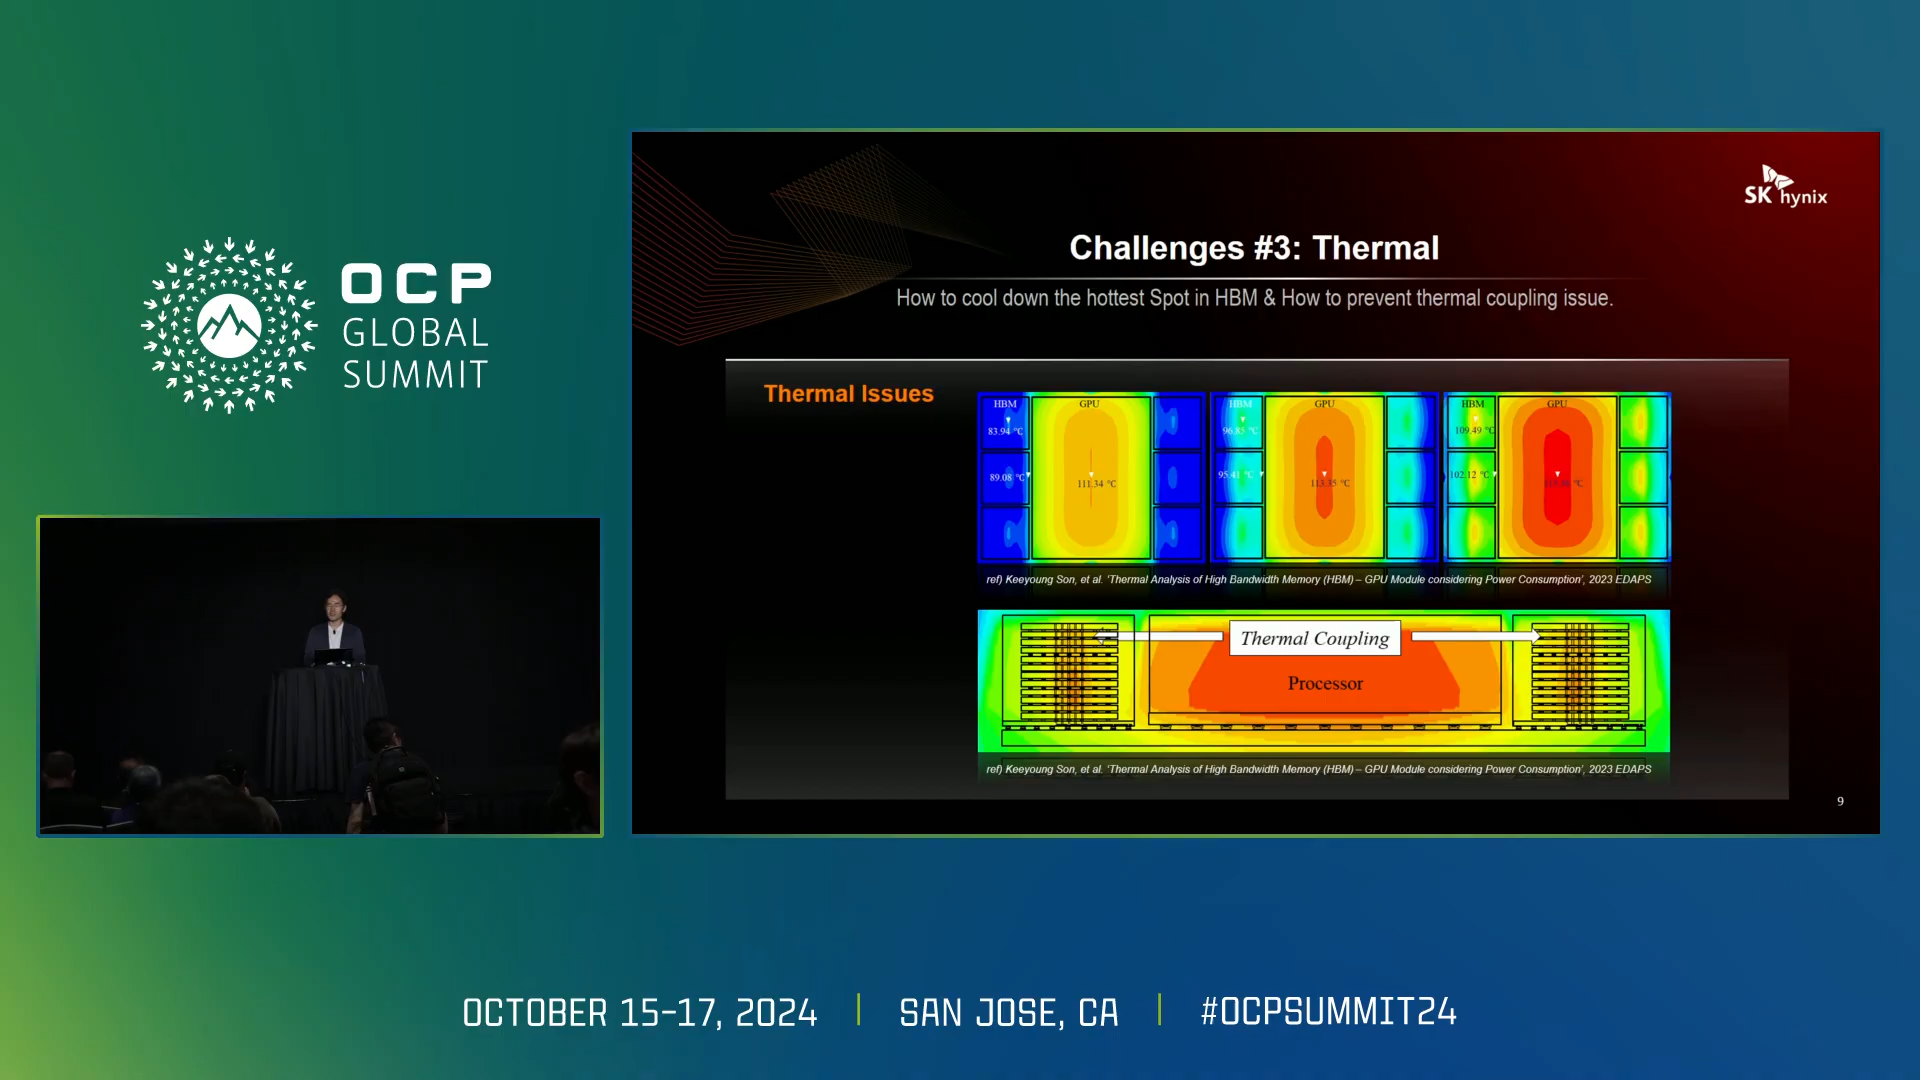 OCP
GLOBAL
SUMMIT
SK hynix
Challenges #3: Thermal
How to cool down the hottest Spot in HBM & How to prevent thermal coupling issue.
Thermal Issues
HBM
GPU
83.94 °C
89.08 °C
111.34 °C
HBM
GPU
96.85 °C
95.41 °C
113.35 °C
HBM
GPU
109.49 °C
102.12 °C
°C
ref) Keeyoung Son, et al. ‘Thermal Analysis of High Bandwidth Memory (HBM) – GPU Module considering Power Consumption’, 2023 EDAPS
Thermal Coupling
Processor
ref) Keeyoung Son, et al. ‘Thermal Analysis of High Bandwidth Memory (HBM) – GPU Module considering Power Consumption’, 2023 EDAPS
9
OCTOBER 15-17, 2024 | SAN JOSE, CA | #OCPSUMMIT24